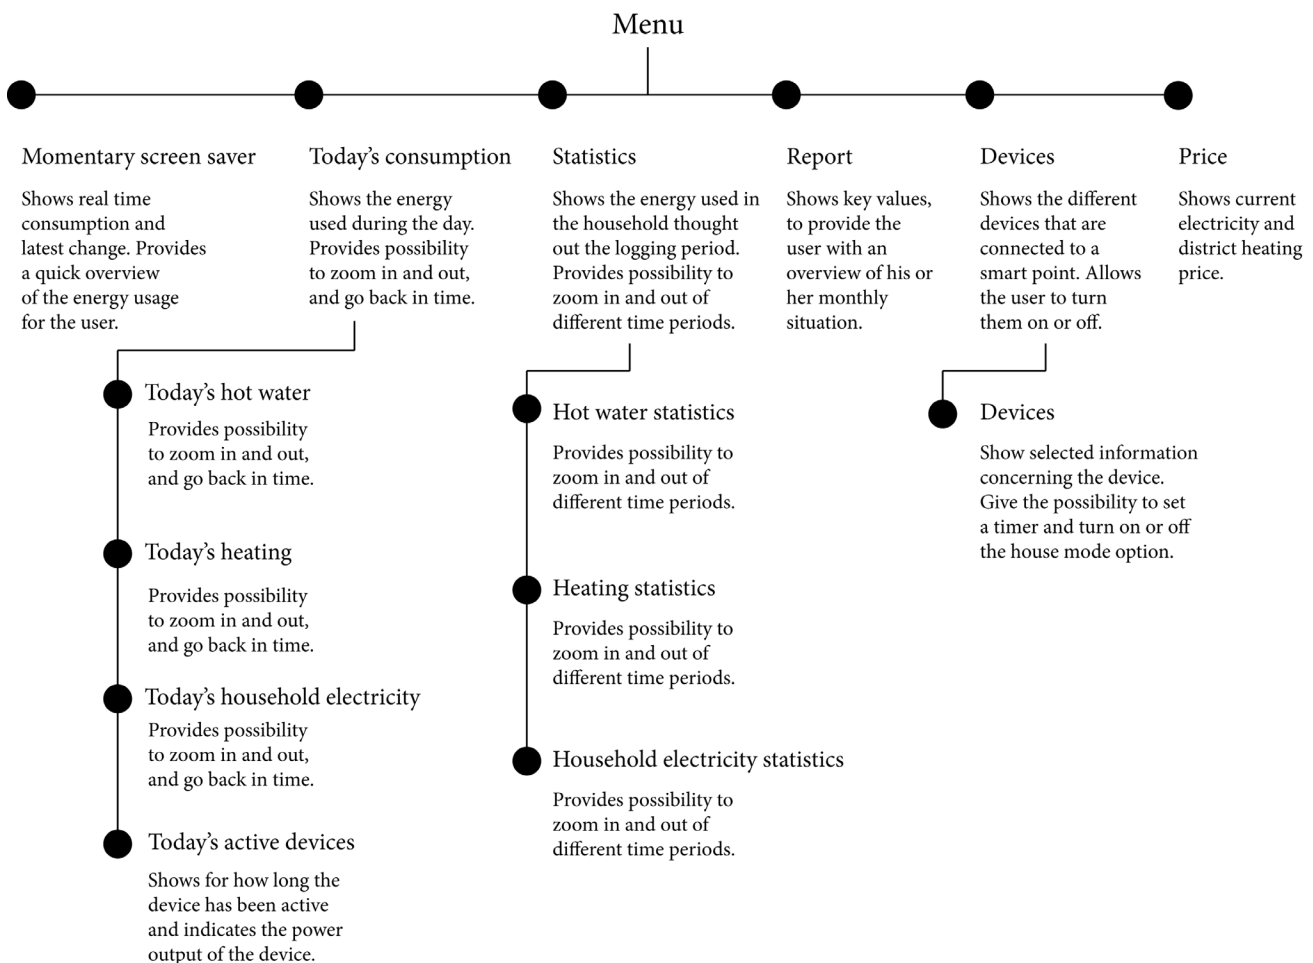 Menu
Momentary screen saver
Shows real time
consumption and
latest change. Provides
a quick overview
of the energy usage
for the user.
Today’s consumption
Shows the energy
used during the day.
Provides possibility
to zoom in and out,
and go back in time.
Today’s hot water
Provides possibility
to zoom in and out,
and go back in time.
Today’s heating
Provides possibility
to zoom in and out,
and go back in time.
Today’s household electricity
Provides possibility
to zoom in and out,
and go back in time.
Today’s active devices
Shows for how long the
device has been active
and indicates the power
output of the device.
Statistics
Shows the energy used in
the household thought
out the logging period.
Provides possibility to
zoom in and out of
different time periods.
Hot water statistics
Provides possibility to
zoom in and out of
different time periods.
Heating statistics
Provides possibility to
zoom in and out of
different time periods.
Household electricity statistics
Provides possibility to
zoom in and out of
different time periods.
Report
Shows key values,
to provide the
user with an
overview of his or
her monthly
situation.
Devices
Shows the different
devices that are
connected to a
smart point. Allows
the user to turn
them on or off.
Devices
Show selected information
concerning the device.
Give the possibility to set
a timer and turn on or off
the house mode option.
Price
Shows current
electricity and
district heating
price.